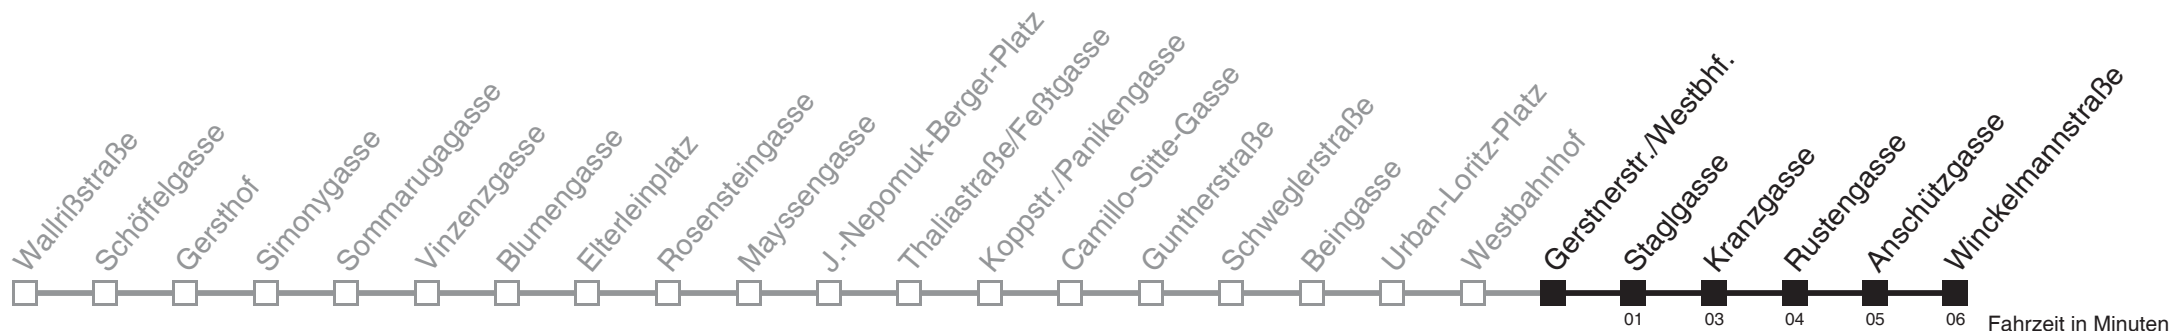 Wallrißstraße
Schöffelgasse
Gersthof
Simonygasse
Sommarugagasse
Vinzenzgasse
Blumengasse
Elterleinplatz
Rosensteingasse
Mayssengasse
J.-Nepomuk-Berger-Platz
Thaliastraße/Feßtgasse
Koppstr./Panikengasse
Camillo-Sitte-Gasse
Guntherstraße
Schweglerstraße
Beingasse
Urban-Loritz-Platz
Westbahnhof
Gerstnerstr./Westbhf.
Staglgasse
Kranzgasse
Rustengasse
Anschützgasse
Winckelmannstraße
01 03 04 05 06 Fahrzeit in Minuten